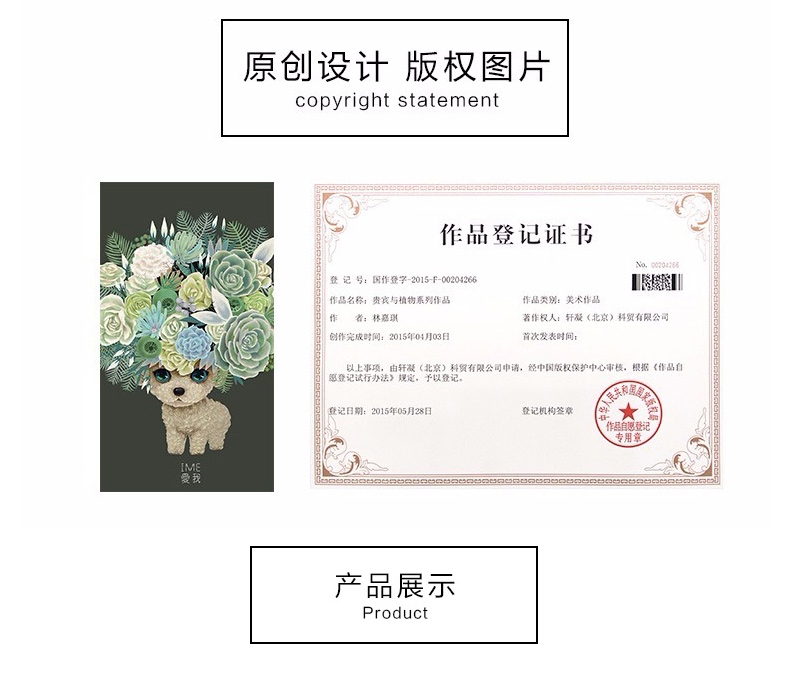 原创设计 版权图片
copyright statement
IME
愛我
作品登记证书
No. 00204266
登 记 号：国作登字-2015-F-00204266
作品名称：贵宾与植物系列作品
作品类别：美术作品
作 者：林嘉琪
著作权人：轩凝（北京）科贸有限公司
创作完成时间：2015年04月03日
首次发表时间：
以上事项，由轩凝（北京）科贸有限公司申请，经中国版权保护中心审核，根据《作品自
愿登记试行办法》规定，予以登记。
登记日期：2015年05月28日
登记机构签章
中华人民共和国国家版权局
作品自愿登记
专用章
产品展示
Product